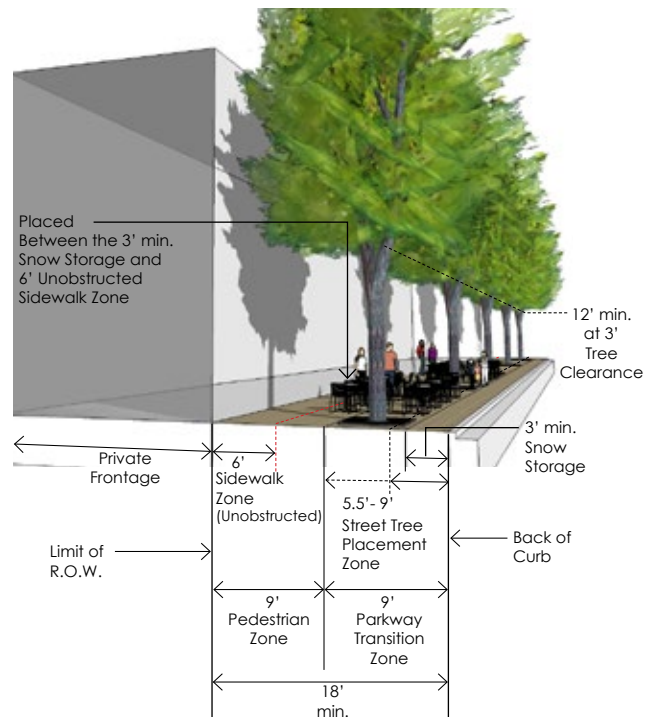 Placed
Between the 3' min.
Snow Storage and
6' Unobstructed
Sidewalk Zone
12' min.
at 3'
Tree
Clearance
3' min.
Snow
Storage
Private
Frontage
6'
Sidewalk
Zone
(Unobstructed)
5.5'- 9'
Street Tree
Placement
Zone
Limit of
R.O.W.
Back of
Curb
9'
Pedestrian
Zone
9'
Parkway
Transition
Zone
18'
min.